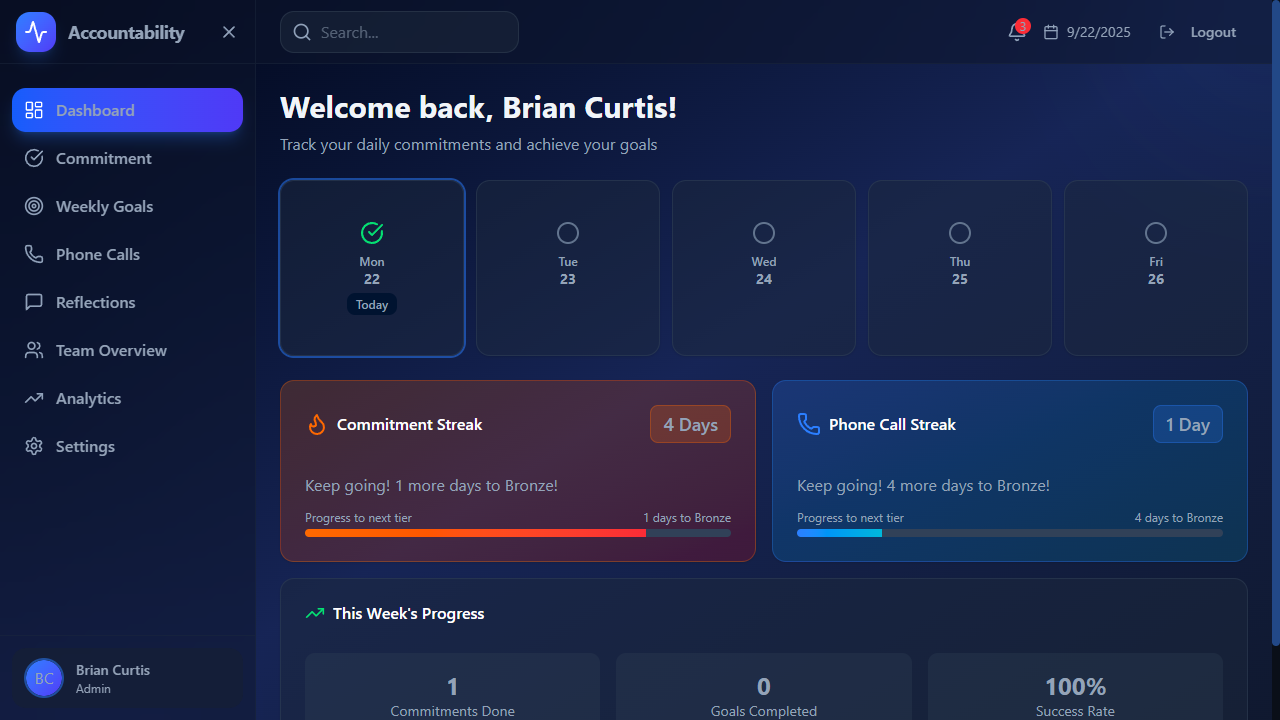 Accountability
Search...
3
9/22/2025
Logout
Dashboard
Commitment
Weekly Goals
Phone Calls
Reflections
Team Overview
Analytics
Settings
BC
Brian Curtis
Admin
Welcome back, Brian Curtis!
Track your daily commitments and achieve your goals
Mon
22
Today
Tue
23
Wed
24
Thu
25
Fri
26
Commitment Streak
4 Days
Keep going! 1 more days to Bronze!
Progress to next tier
1 days to Bronze
Phone Call Streak
1 Day
Keep going! 4 more days to Bronze!
Progress to next tier
4 days to Bronze
This Week's Progress
1
Commitments Done
0
Goals Completed
100%
Success Rate